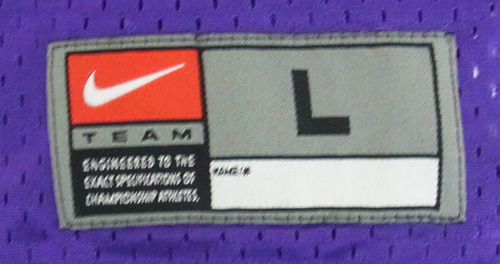 TEAM
L
ENGINEERED TO THE
EXACT SPECIFICATIONS OF
CHAMPIONSHIP ATHLETES.